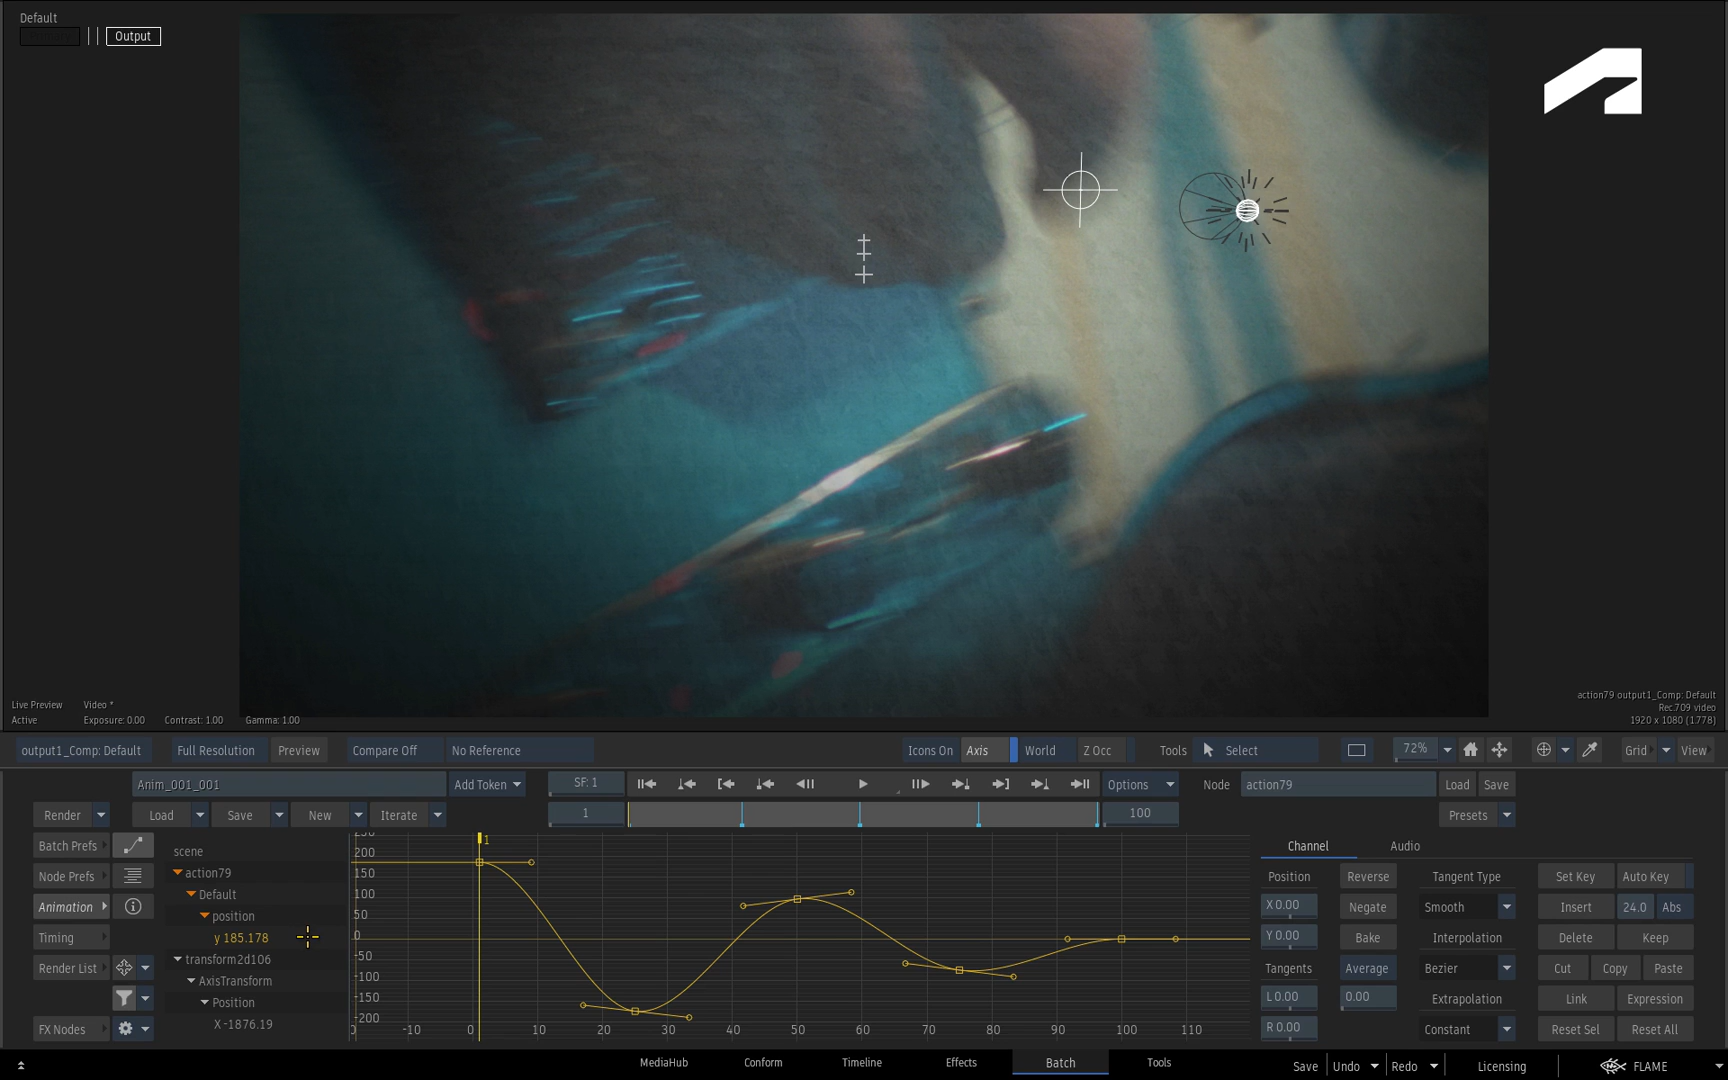 Default
Output
Live Preview Video *
Active Exposure: 0.00 Contrast: 1.00 Gamma: 1.00
action79 output1_Comp: Default
Rec.709 video
1920 x 1080 (1.778)
output1_Comp: Default Full Resolution Preview Compare Off No Reference Icons On Axis World Z Occ Tools Select 72% Grid View
Anim_001_001 Add Token SF: 1 Options Node action79 Load Save
Render Load Save New Iterate 1 100 Presets
Batch Prefs
Node Prefs
Animation
Timing
Render List
FX Nodes
scene
action79
Default
position
y 185.178
transform2d106
AxisTransform
Position
X -1876.19
1
250
200
150
100
50
0
-50
-100
-150
-200
-10 0 10 20 30 40 50 60 70 80 90 100 110
Channel Audio
Position Reverse Tangent Type Set Key Auto Key
X 0.00 Negate Smooth Insert 24.0 Abs
Y 0.00 Bake Interpolation Delete Keep
Tangents Average Bezier Cut Copy Paste
L 0.00 0.00 Extrapolation Link Expression
R 0.00 Constant Reset Sel Reset All
MediaHub Conform Timeline Effects Batch Tools Save Undo Redo Licensing FLAME